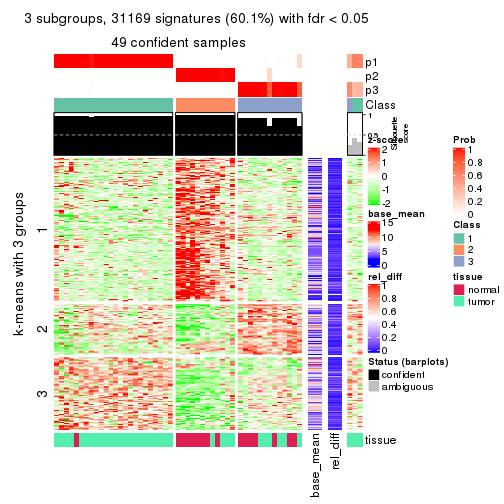 3 subgroups, 31169 signatures (60.1%) with fdr < 0.05
49 confident samples
p1
p2
p3
Class
1
0.5
Silhouette
score
k-means with 3 groups
1
2
3
tissue
base_mean
rel_diff
z-score
2
1
0
-1
-2
base_mean
15
10
5
0
rel_diff
1
0.8
0.6
0.4
0.2
0
Status (barplots)
confident
ambiguous
Prob
1
0.8
0.6
0.4
0.2
0
Class
1
2
3
tissue
normal
tumor